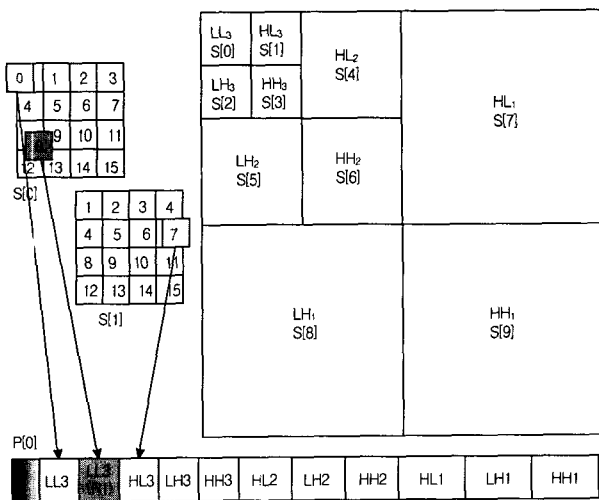 LL3 HL3
S[0] S[1]
HL2
S[4]
LH3 HH3
S[2] S[3]
HL1
S[7]
LH2
S[5]
HH2
S[6]
LH1
S[8]
HH1
S[9]
0 1 2 3
4 5 6 7
9 10 11
12 13 14 15
S[0]
1 2 3 4
4 5 6 7
8 9 10 11
12 13 14 15
S[1]
P[0]
LL3 LL3 HL3 LH3 HH3 HL2 LH2 HH2 HL1 LH1 HH1